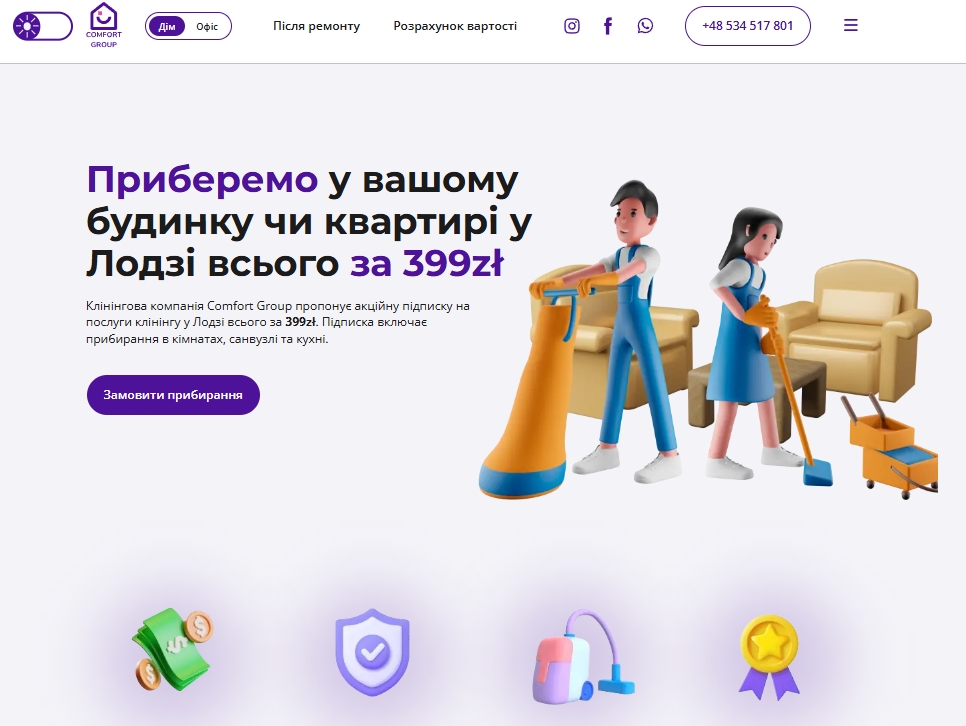 COMFORT
GROUP
Дім Офіс
Після ремонту
Розрахунок вартості
+48 534 517 801
Приберемо у вашому
будинку чи квартирі у
Лодзі всього за 399zł
Клінінгова компанія Comfort Group пропонує акційну підписку на
послуги клінінгу у Лодзі всього за 399zł. Підписка включає
прибирання в кімнатах, санвузлі та кухні.
Замовити прибирання